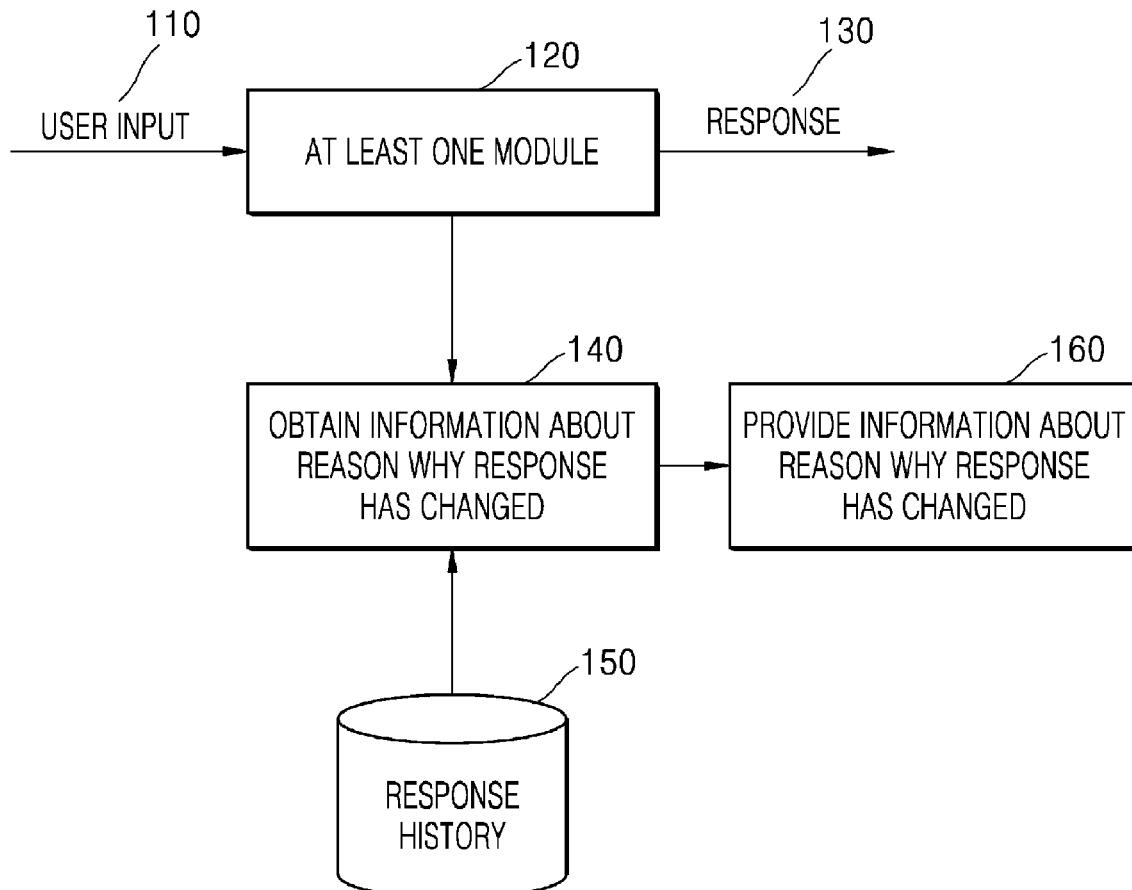 110
120
130
USER INPUT
AT LEAST ONE MODULE
RESPONSE
140
160
OBTAIN INFORMATION ABOUT
REASON WHY RESPONSE
HAS CHANGED
PROVIDE INFORMATION ABOUT
REASON WHY RESPONSE
HAS CHANGED
150
RESPONSE
HISTORY